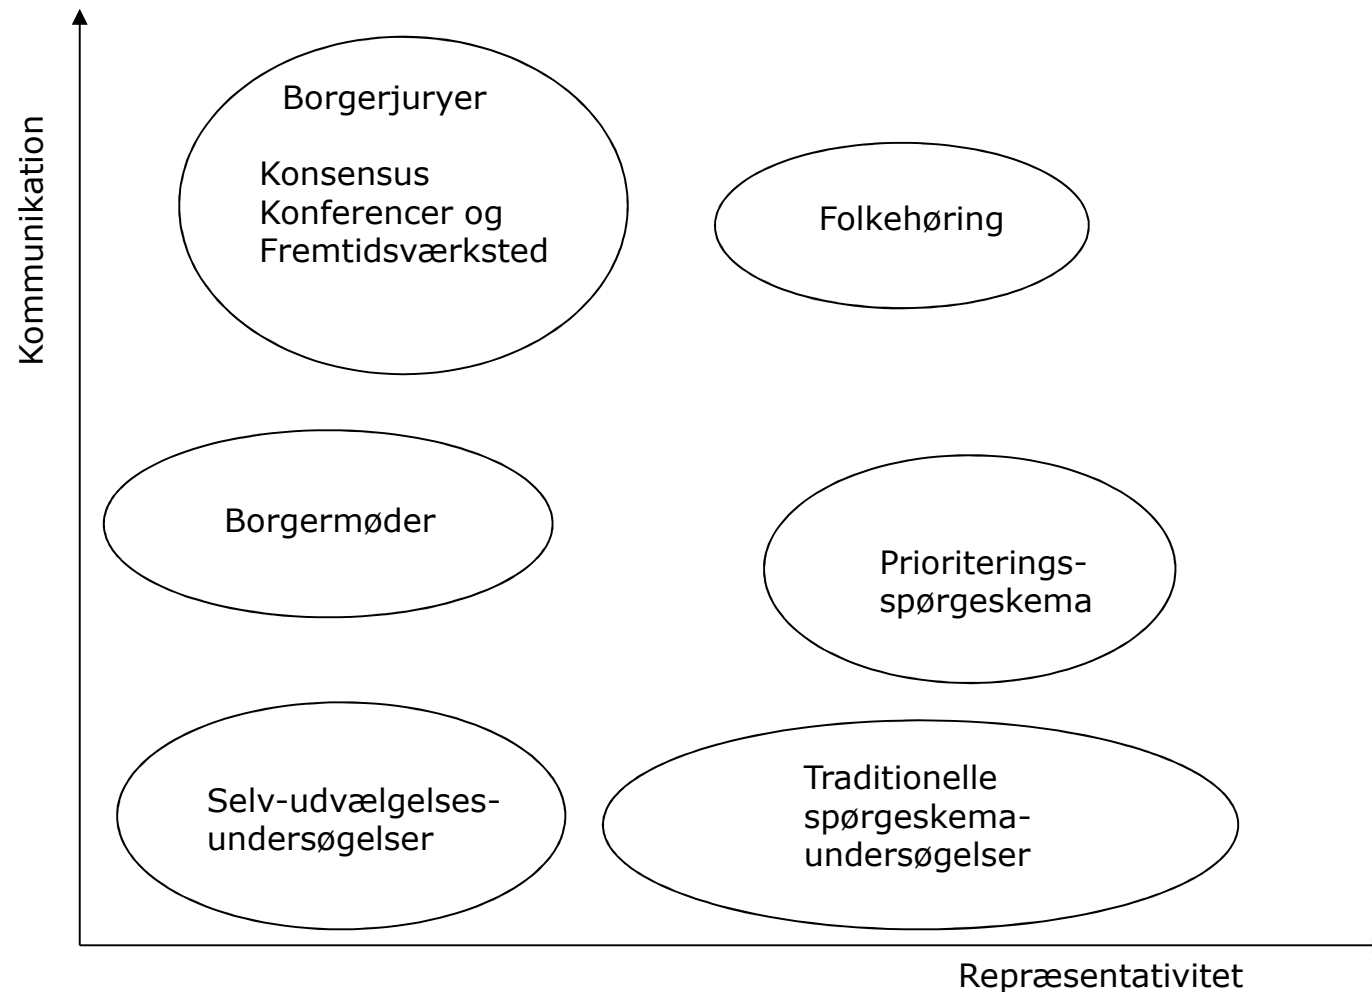 Kommunikation
Borgerjuryer
Konsensus
Konferencer og
Fremtidsværksted
Folkehøring
Borgermøder
Prioriterings-
spørgeskema
Selv-udvælgelses-
undersøgelser
Traditionelle
spørgeskema-
undersøgelser
Repræsentativitet